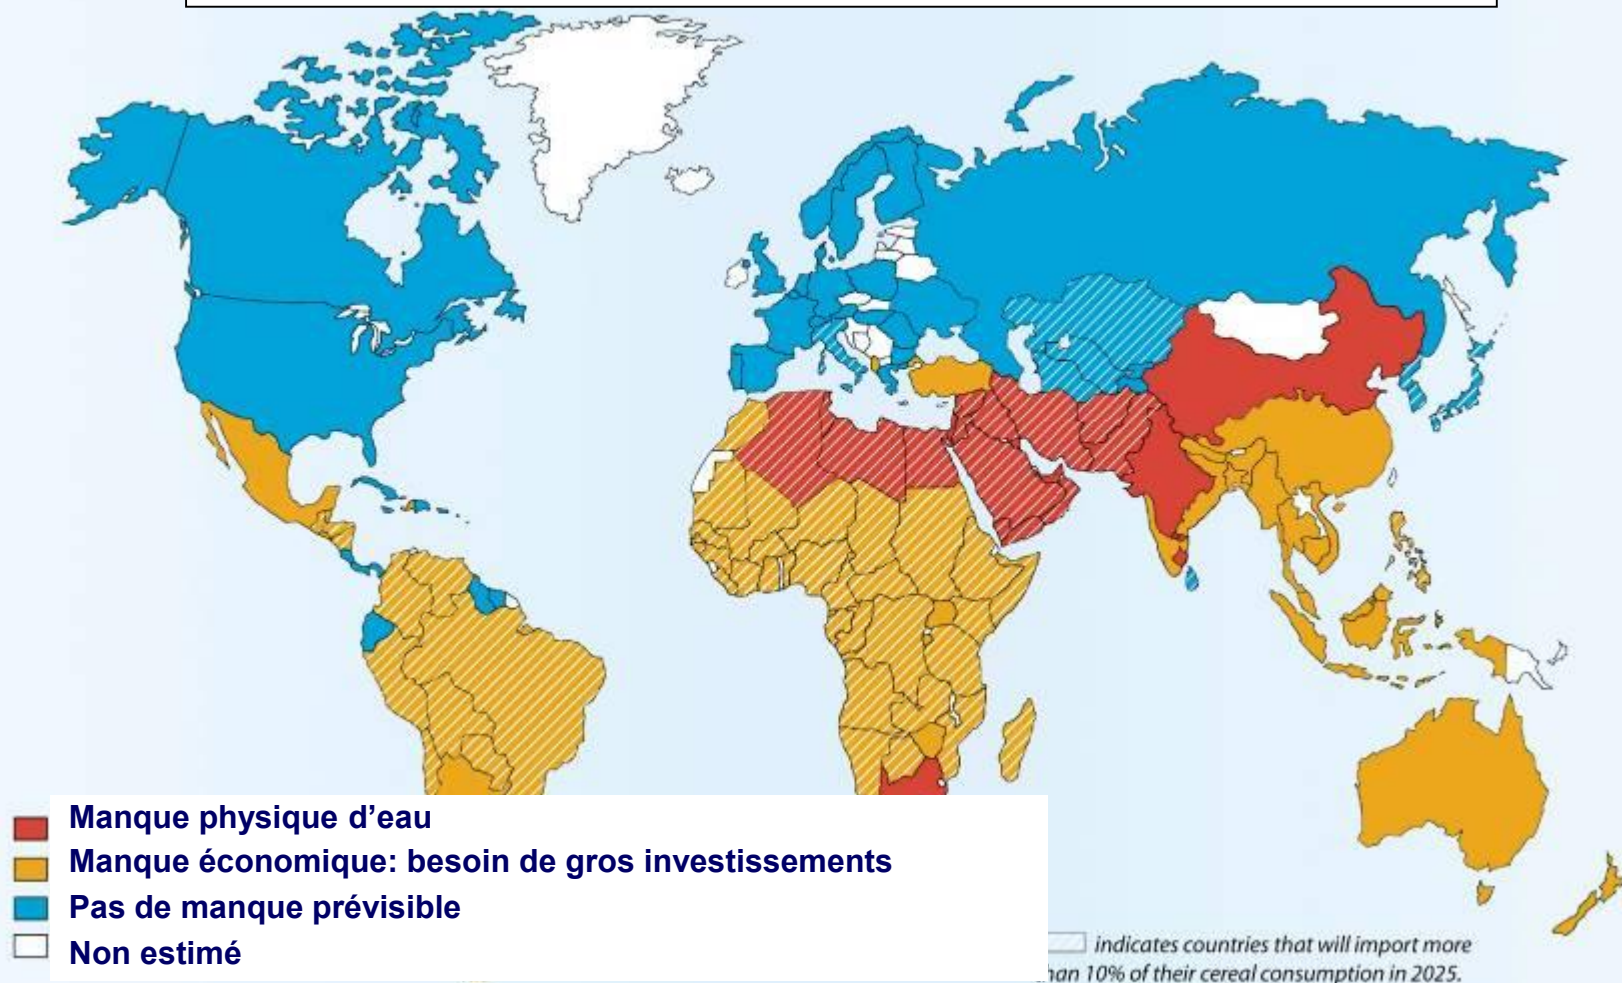 Manque physique d'eau
Manque économique: besoin de gros investissements
Pas de manque prévisible
Non estimé
indicates countries that will import more
han 10% of their cereal consumption in 2025.